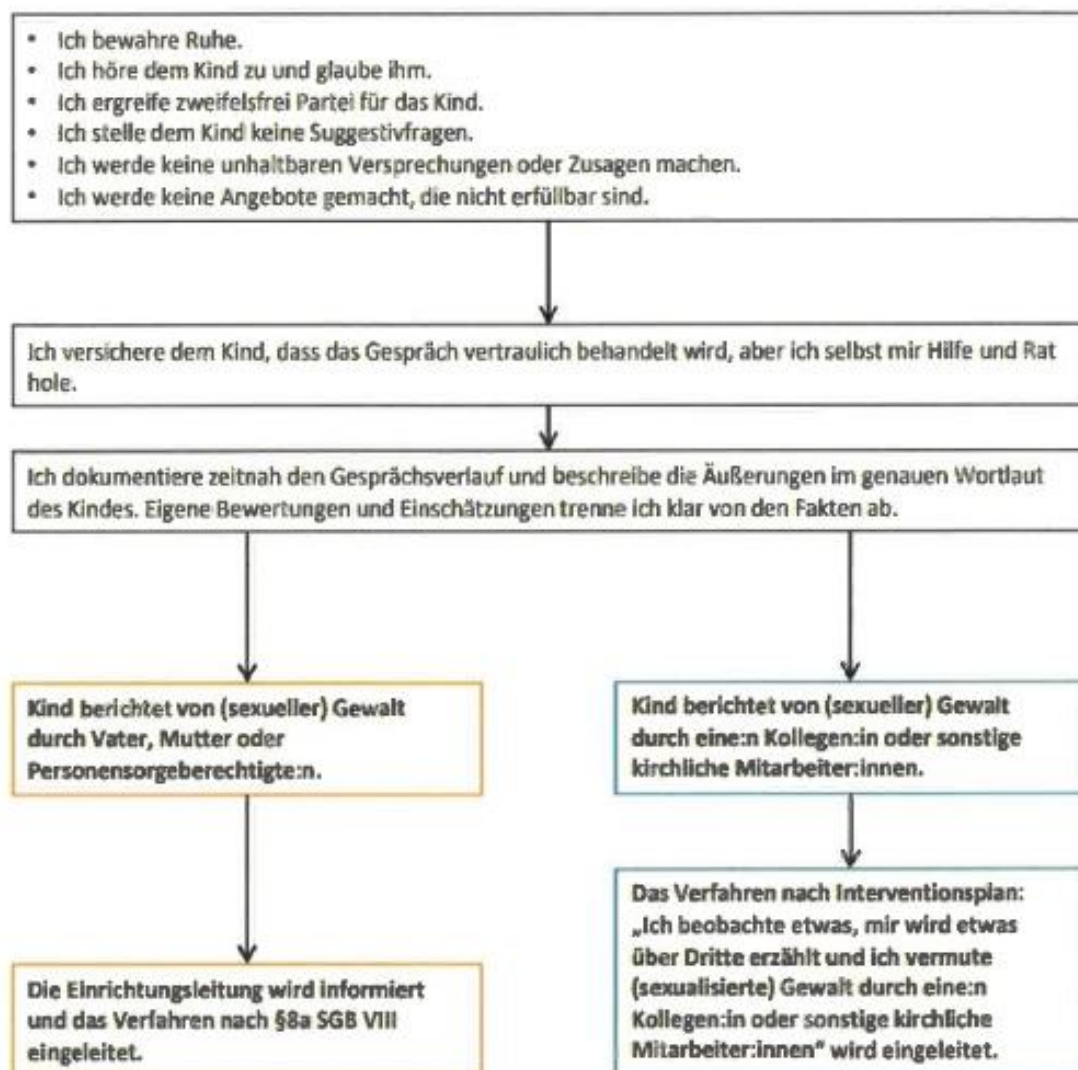 • Ich bewahre Ruhe.
• Ich höre dem Kind zu und glaube ihm.
• Ich ergreife zweifelsfrei Partei für das Kind.
• Ich stelle dem Kind keine Suggestivfragen.
• Ich werde keine unhaltbaren Versprechungen oder Zusagen machen.
• Ich werde keine Angebote gemacht, die nicht erfüllbar sind.
Ich versichere dem Kind, dass das Gespräch vertraulich behandelt wird, aber ich selbst mir Hilfe und Rat
hole.
Ich dokumentiere zeitnah den Gesprächsverlauf und beschreibe die Äußerungen im genauen Wortlaut
des Kindes. Eigene Bewertungen und Einschätzungen trenne ich klar von den Fakten ab.
Kind berichtet von (sexueller) Gewalt
durch Vater, Mutter oder
Personensorgeberechtigte:n.
Die Einrichtungsleitung wird informiert
und das Verfahren nach §8a SGB VIII
eingeleitet.
Kind berichtet von (sexueller) Gewalt
durch eine:n Kollegen:in oder sonstige
kirchliche Mitarbeiter:innen.
Das Verfahren nach Interventionsplan:
„Ich beobachte etwas, mir wird etwas
über Dritte erzählt und ich vermute
(sexualisierte) Gewalt durch eine:n
Kollegen:in oder sonstige kirchliche
Mitarbeiter:innen" wird eingeleitet.